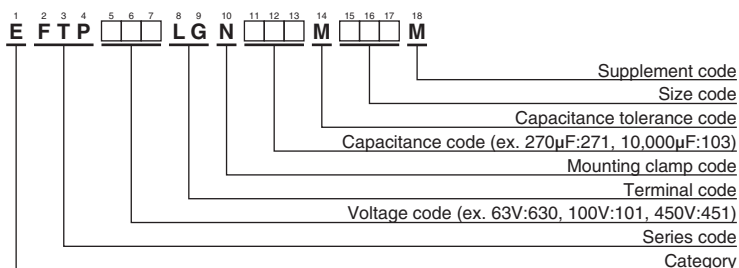 1 2 3 4 5 6 7 8 9 10 11 12 13 14 15 16 17 18
E F T P L G N M M
Supplement code
Size code
Capacitance tolerance code
Capacitance code (ex. 270μF:271, 10,000μF:103)
Mounting clamp code
Terminal code
Voltage code (ex. 63V:630, 100V:101, 450V:451)
Series code
Category